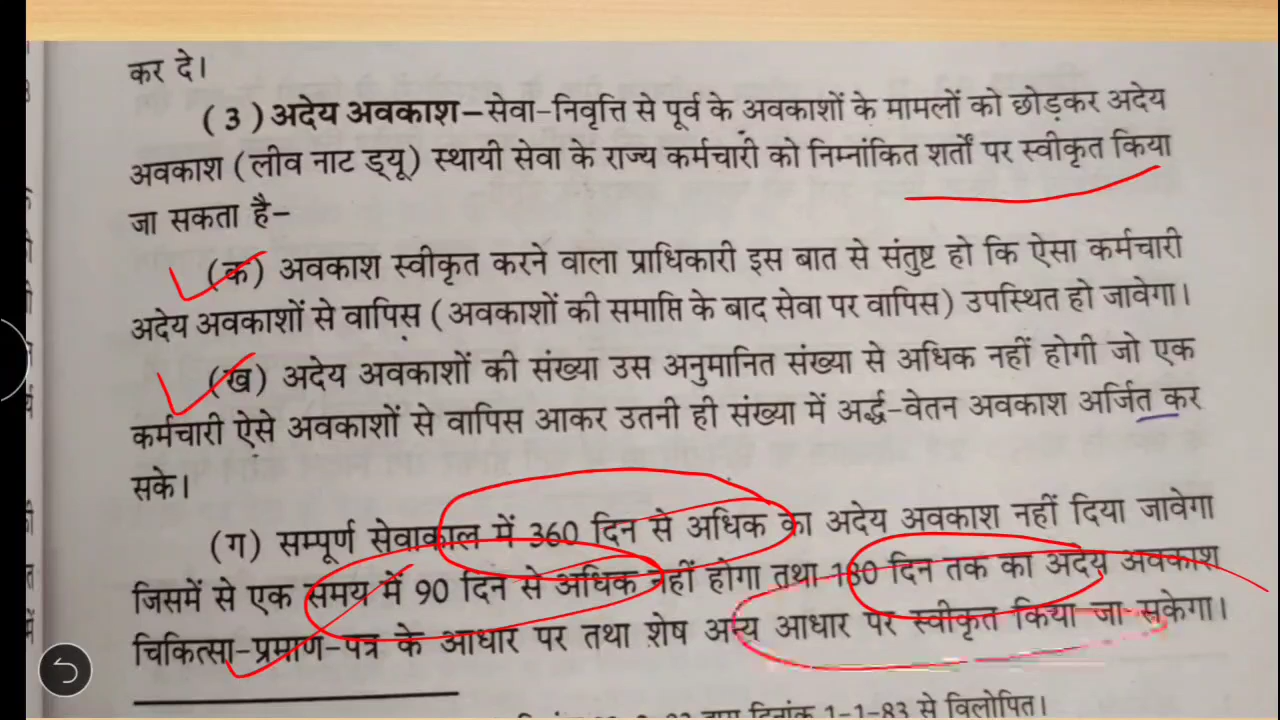 कर दे।
(3) अदेय अवकाश–सेवा-निवृत्ति से पूर्व के अवकाशों के मामलों को छोड़कर अदेय
अवकाश (लीव नाट ड्यू) स्थायी सेवा के राज्य कर्मचारी को निम्नांकित शर्तों पर स्वीकृत किया
जा सकता है–
(क) अवकाश स्वीकृत करने वाला प्राधिकारी इस बात से संतुष्ट हो कि ऐसा कर्मचारी
अदेय अवकाशों से वापिस (अवकाशों की समाप्ति के बाद सेवा पर वापिस) उपस्थित हो जावेगा।
(ख) अदेय अवकाशों की संख्या उस अनुमानित संख्या से अधिक नहीं होगी जो एक
कर्मचारी ऐसे अवकाशों से वापिस आकर उतनी ही संख्या में अर्द्ध-वेतन अवकाश अर्जित कर
सके।
(ग) सम्पूर्ण सेवाकाल में 360 दिन से अधिक का अदेय अवकाश नहीं दिया जावेगा
जिसमें से एक समय में 90 दिन से अधिक नहीं होगा तथा 180 दिन तक का अदेय अवकाश
चिकित्सा-प्रमाण-पत्र के आधार पर तथा शेष अन्य आधार पर स्वीकृत किया जा सकेगा।
दिनांक 1-1-83 से विलोपित।